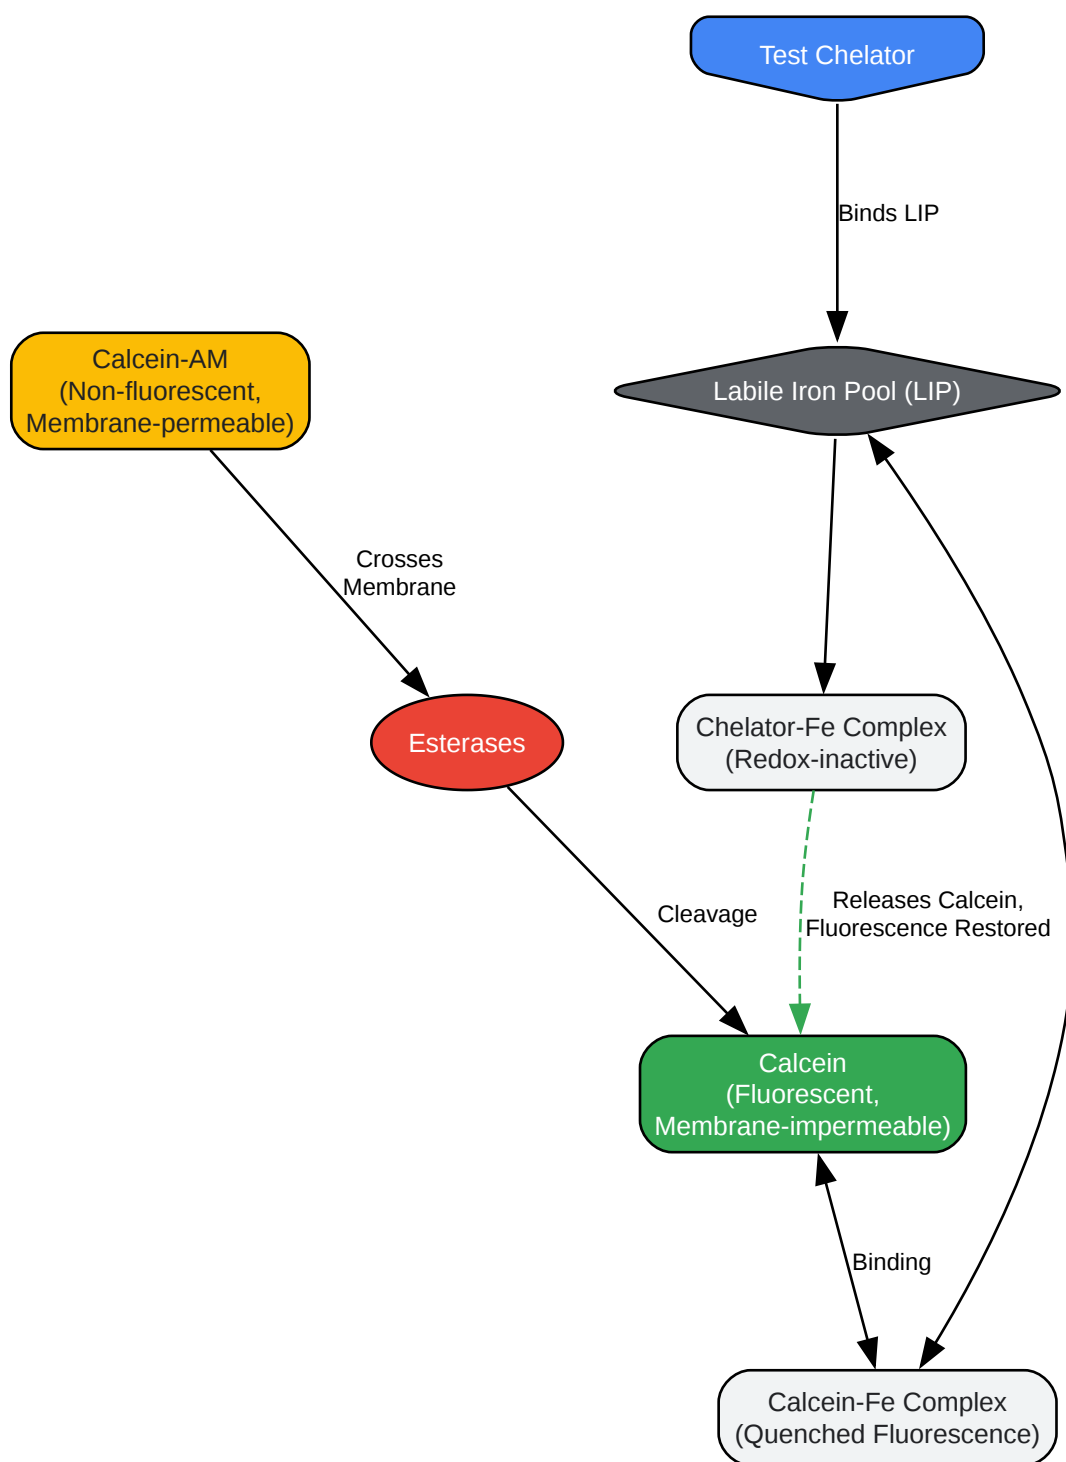 Test Chelator
Binds LIP
Calcein-AM
(Non-fluorescent,
Membrane-permeable)
Labile Iron Pool (LIP)
Crosses
Membrane
Esterases
Chelator-Fe Complex
(Redox-inactive)
Cleavage
Releases Calcein,
Fluorescence Restored
Calcein
(Fluorescent,
Membrane-impermeable)
Binding
Calcein-Fe Complex
(Quenched Fluorescence)